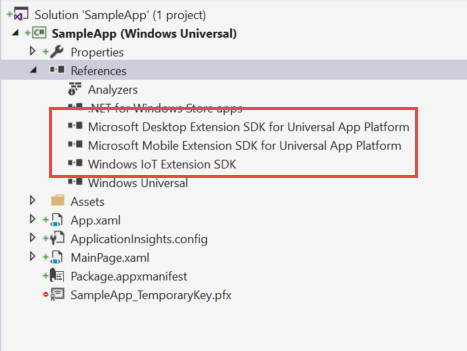 Solution 'SampleApp' (1 project)
SampleApp (Windows Universal)
Properties
References
Analyzers
.NET for Windows Store apps
Microsoft Desktop Extension SDK for Universal App Platform
Microsoft Mobile Extension SDK for Universal App Platform
Windows IoT Extension SDK
Windows Universal
Assets
App.xaml
ApplicationInsights.config
MainPage.xaml
Package.appxmanifest
SampleApp_TemporaryKey.pfx